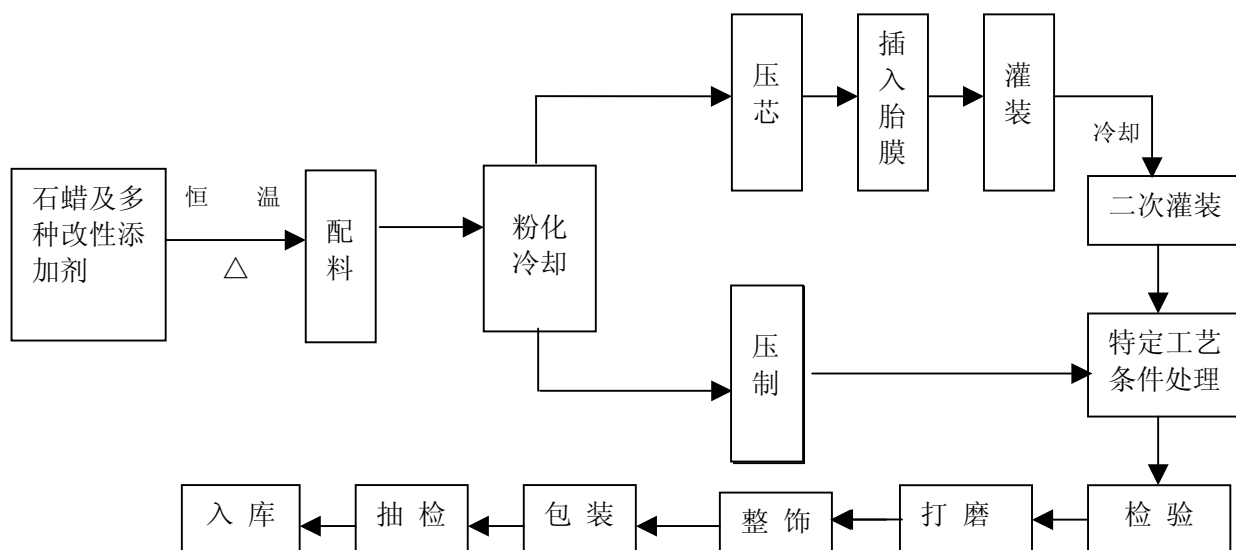 石蜡及多
种改性添
加剂
恒 温
△
配
料
粉化
冷却
压
芯
插
入
胎
膜
灌
装
冷却
二次灌装
压
制
特定工艺
条件处理
检 验
打 磨
整 饰
包 装
抽 检
入 库